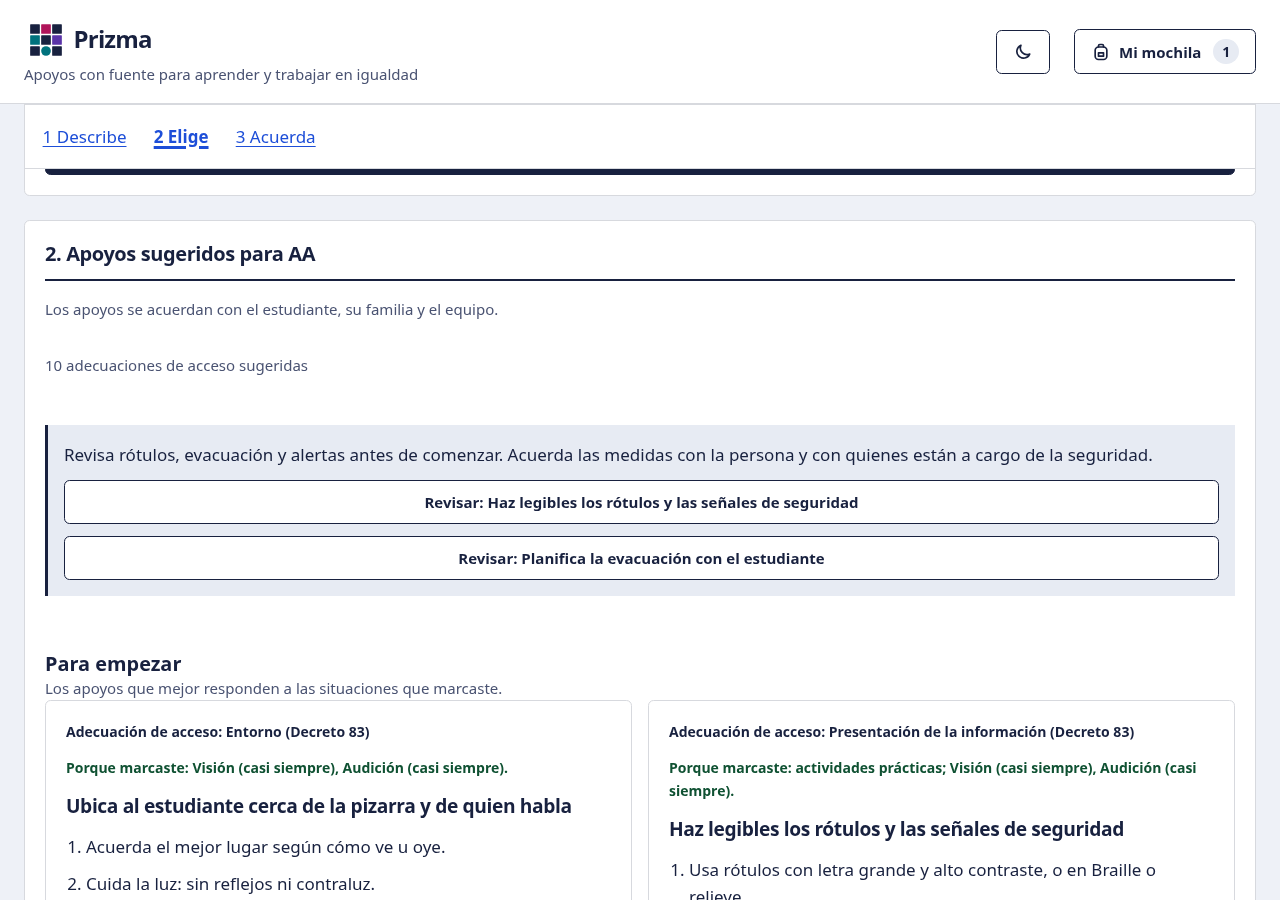 Prizma
Apoyos con fuente para aprender y trabajar en igualdad
Mi mochila 1
1 Describe 2 Elige 3 Acuerda
2. Apoyos sugeridos para AA
Los apoyos se acuerdan con el estudiante, su familia y el equipo.
10 adecuaciones de acceso sugeridas
Revisa rótulos, evacuación y alertas antes de comenzar. Acuerda las medidas con la persona y con quienes están a cargo de la seguridad.
Revisar: Haz legibles los rótulos y las señales de seguridad
Revisar: Planifica la evacuación con el estudiante
Para empezar
Los apoyos que mejor responden a las situaciones que marcaste.
Adecuación de acceso: Entorno (Decreto 83)
Porque marcaste: Visión (casi siempre), Audición (casi siempre).
Ubica al estudiante cerca de la pizarra y de quien habla
1. Acuerda el mejor lugar según cómo ve u oye.
2. Cuida la luz: sin reflejos ni contraluz.
Adecuación de acceso: Presentación de la información (Decreto 83)
Porque marcaste: actividades prácticas; Visión (casi siempre), Audición (casi
siempre).
Haz legibles los rótulos y las señales de seguridad
1. Usa rótulos con letra grande y alto contraste, o en Braille o
relieve.